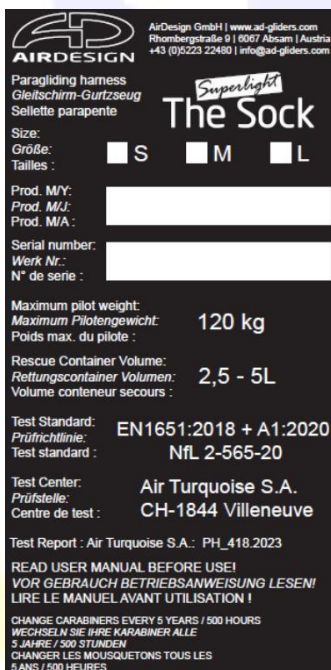 AIRDESIGN
AirDesign GmbH | www.ad-gliders.com
Rhombergstraße 9 | 6067 Absam | Austria
+43 (0)5223 22480 | info@ad-gliders.com
Paragliding harness
Gleitschirm-Gurtzseug
Sellette parapente
Superlight
The Sock
Size:
Größe:
Tailles :
S M L
Prod. M/Y:
Prod. M/J:
Prod. M/A :
Serial number:
Werk Nr.:
N° de serie :
Maximum pilot weight:
Maximum Pilotengewicht:
Poids max. du pilote :
120 kg
Rescue Container Volume:
Rettungscontainer Volumen:
Volume conteneur secours :
2,5 - 5L
Test Standard:
Prüfrichtlinie:
Test standard :
EN1651:2018 + A1:2020
NfL 2-565-20
Test Center:
Prüfstelle:
Centre de test :
Air Turquoise S.A.
CH-1844 Villeneuve
Test Report : Air Turquoise S.A.: PH_418.2023
READ USER MANUAL BEFORE USE!
VOR GEBRAUCH BETRIEBSANWEISUNG LESEN!
LIRE LE MANUEL AVANT UTILISATION !
CHANGE CARABINERS EVERY 5 YEARS / 500 HOURS
WECHSELN SIE IHRE KARABINER ALLE
5 JAHRE / 500 STUNDEN
CHANGER LES MOUSQUETONS TOUS LES
5 ANS / 500 HEURES